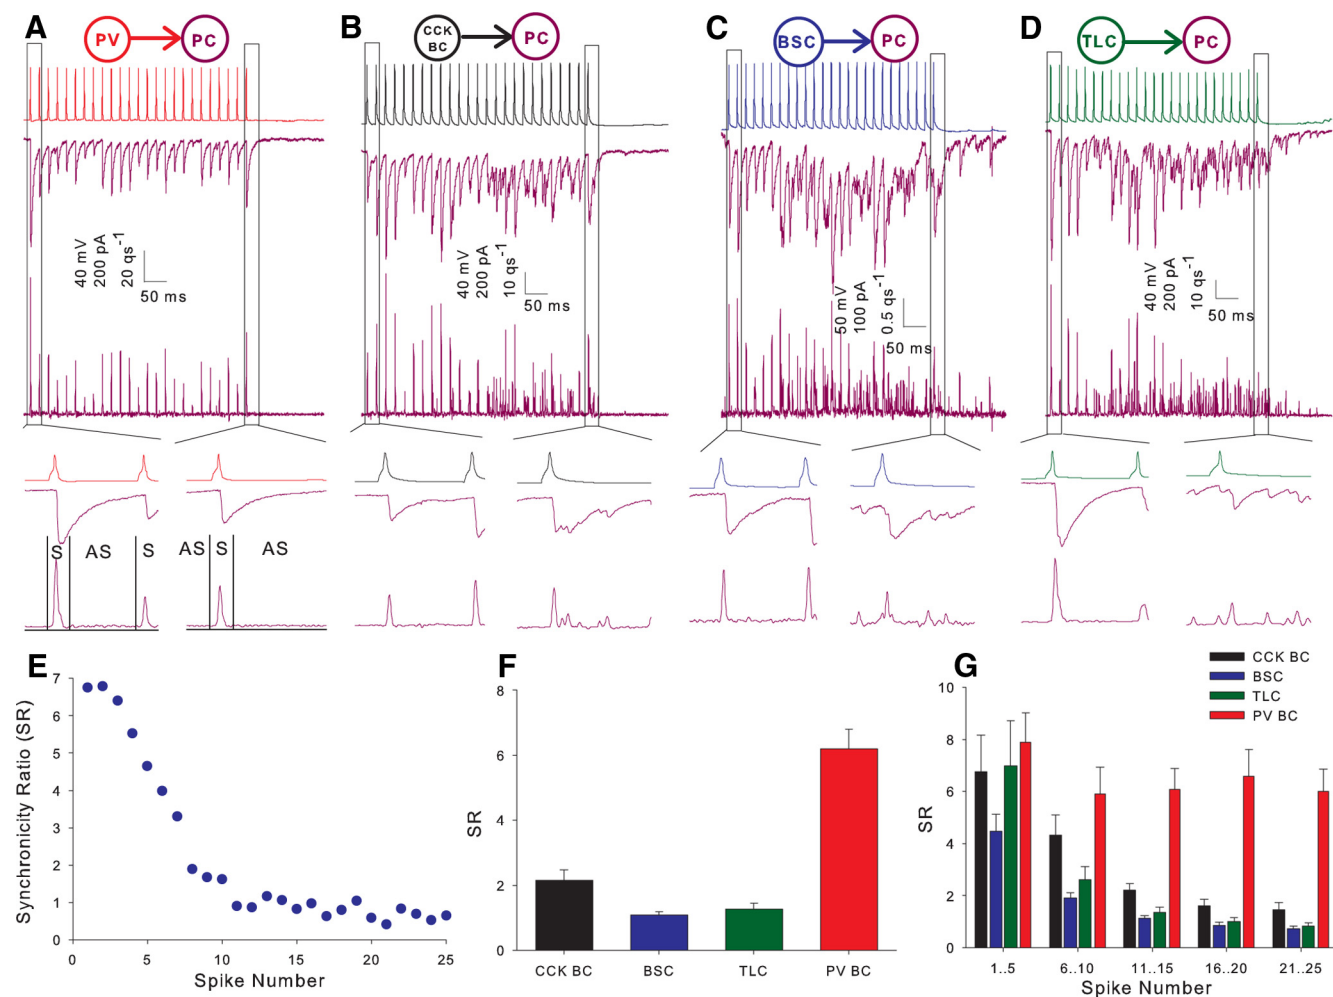 A
PV
PC
B
CCK
BC
PC
C
BSC
PC
D
TLC
PC
40 mV
200 pA
20 qs⁻¹
50 ms
40 mV
200 pA
10 qs⁻¹
50 ms
50 mV
100 pA
0.5 qs⁻¹
50 ms
40 mV
200 pA
10 qs⁻¹
50 ms
S
AS
S
AS
S
AS
E
Synchronicity Ratio (SR)
7
6
5
4
3
2
1
0
0
5
10
15
20
25
Spike Number
F
SR
8
6
4
2
0
CCK BC
BSC
TLC
PV BC
G
CCK BC
BSC
TLC
PV BC
SR
10
8
6
4
2
0
1..5
6..10
11..15
16..20
21..25
Spike Number